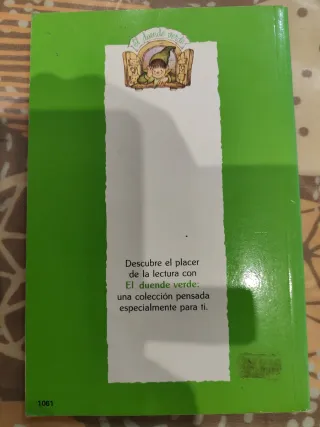 El duende verde
Descubre el placer
de la lectura con
El duende verde:
una colección pensada
especialmente para ti.
1081